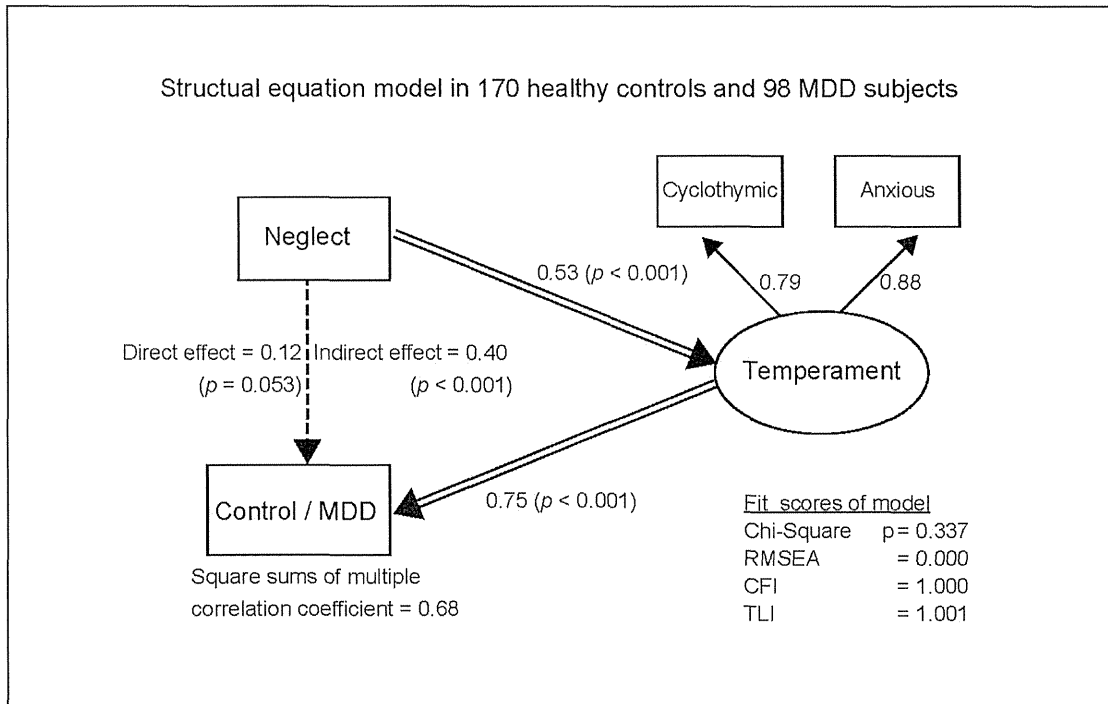 Structual equation model in 170 healthy controls and 98 MDD subjects
Cyclothymic
Anxious
Neglect
0.53 (p < 0.001)
0.79
0.88
Direct effect = 0.12
(p = 0.053)
Indirect effect = 0.40
(p < 0.001)
Temperament
Control / MDD
0.75 (p < 0.001)
Square sums of multiple
correlation coefficient = 0.68
Fit scores of model
Chi-Square p = 0.337
RMSEA = 0.000
CFI = 1.000
TLI = 1.001